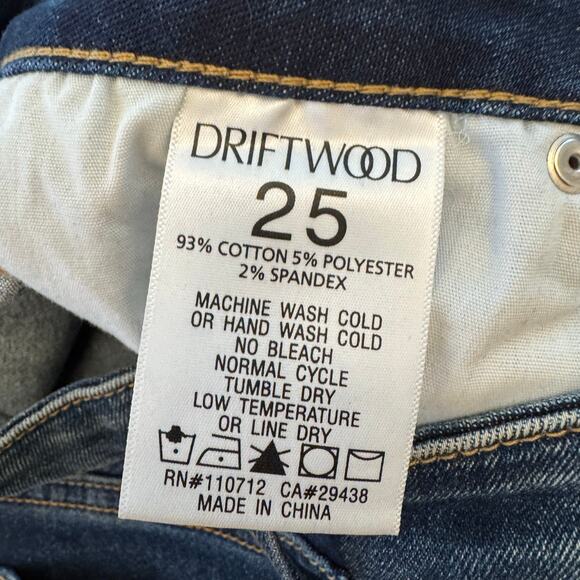 DRIFTWOOD
25
93% COTTON 5% POLYESTER
2% SPANDEX
MACHINE WASH COLD
OR HAND WASH COLD
NO BLEACH
NORMAL CYCLE
TUMBLE DRY
LOW TEMPERATURE
OR LINE DRY
RN#110712 CA#29438
MADE IN CHINA